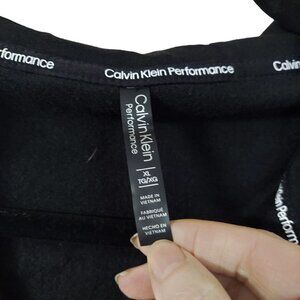 Performance
Calvin Klein Performance
Calvin Klein
Performance
XL
TG/XG
MADE IN
VIETNAM
FABRIQUÉ
AU VIETNAM
HECHO EN
VIETNAM
Calvin Klein